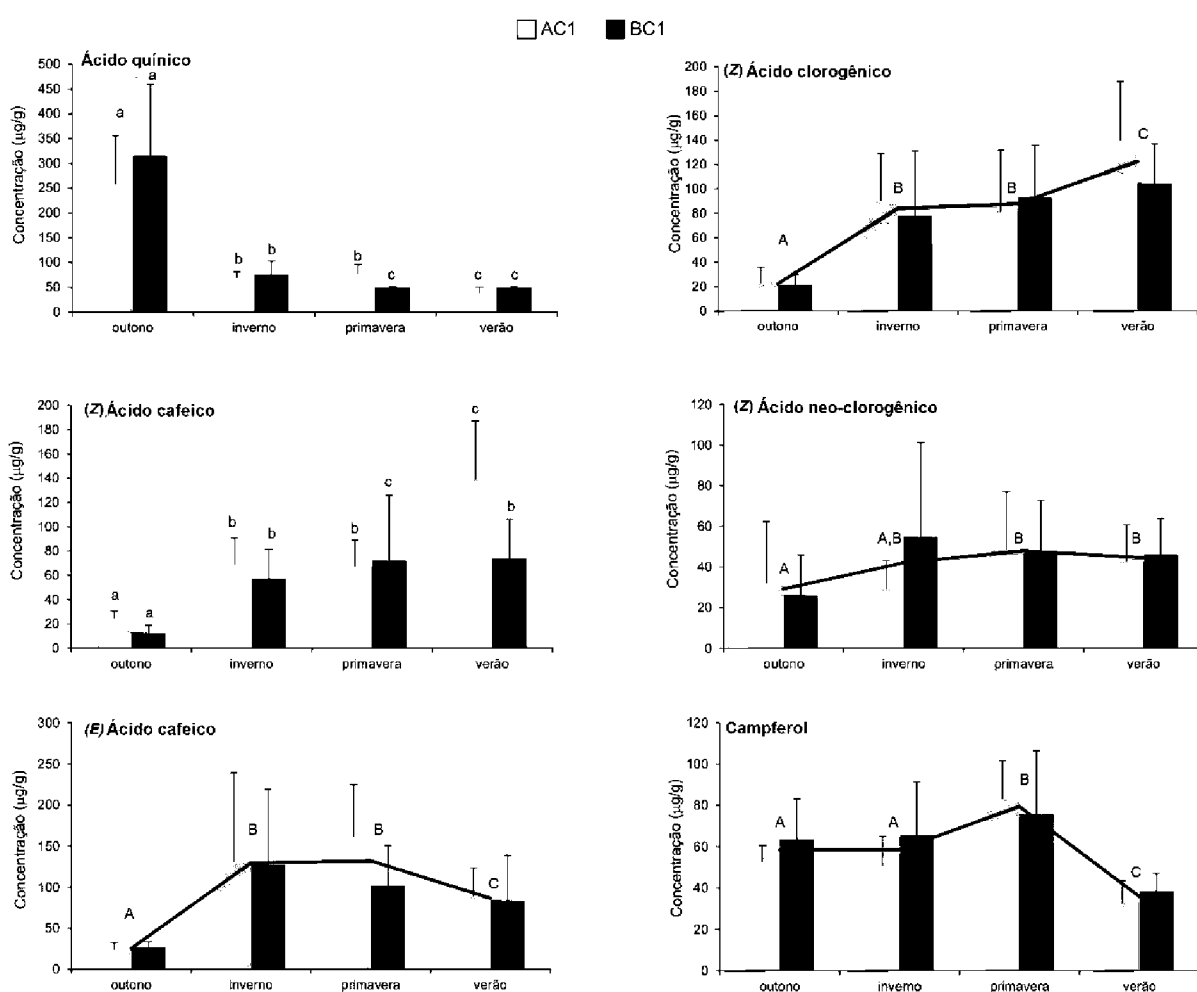 AC1 BC1
Ácido quínico
Concentração (µg/g)
500
450
400
350
300
250
200
150
100
50
0
a a
b b
b c
c c
outono inverno primavera verão
(Z) Ácido clorogênico
Concentração (µg/g)
200
180
160
140
120
100
80
60
40
20
0
A B B C
outono inverno primavera verão
(Z) Ácido cafeico
Concentração (µg/g)
200
180
160
140
120
100
80
60
40
20
0
a a
b b
b c
c b
outono inverno primavera verão
(Z) Ácido neo-clorogênico
Concentração (µg/g)
120
100
80
60
40
20
0
A A,B B B
outono inverno primavera verão
(E) Ácido cafeico
Concentração (µg/g)
300
250
200
150
100
50
0
A B B C
outono inverno primavera verão
Campferol
Concentração (µg/g)
120
100
80
60
40
20
0
A A B C
outono inverno primavera verão